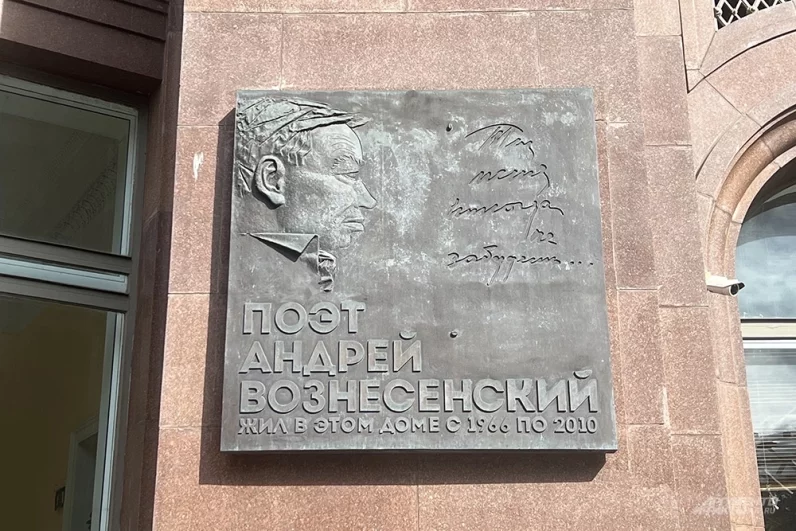 Ты
меня
никогда
не
забудешь...
ПОЭТ
АНДРЕЙ
ВОЗНЕСЕНСКИЙ
ЖИЛ В ЭТОМ ДОМЕ С 1966 ПО 2010